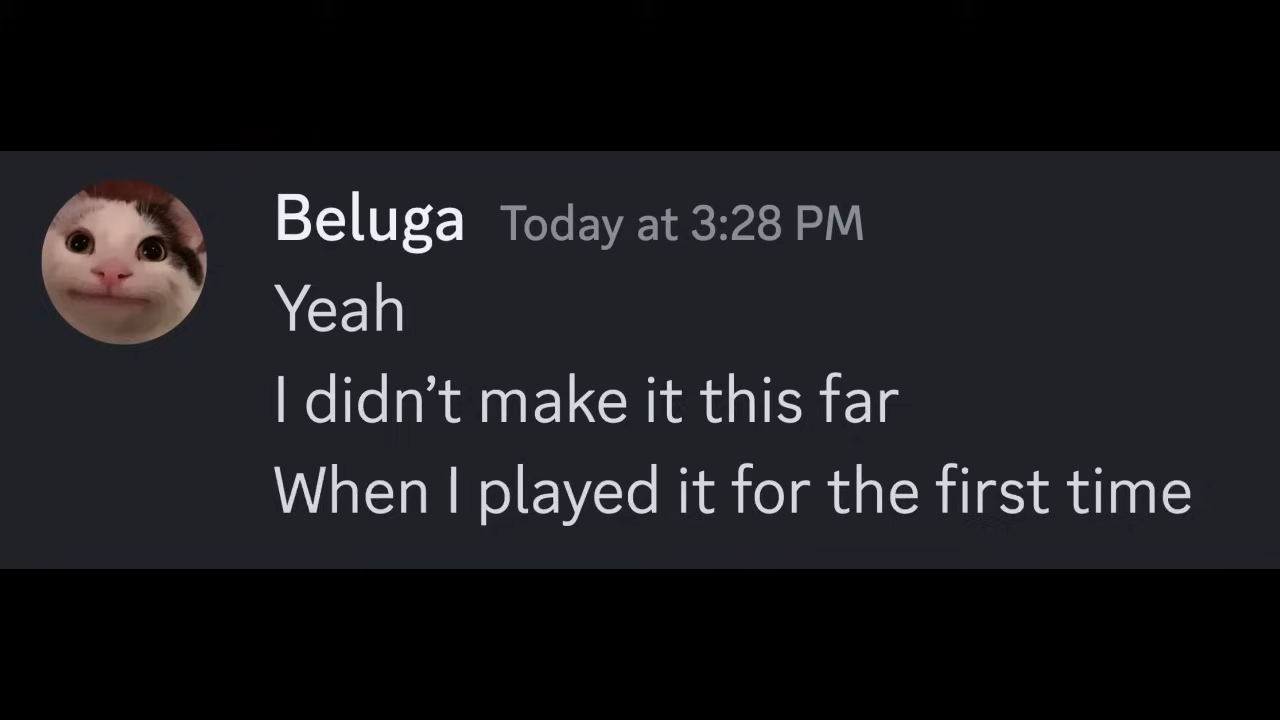 Beluga Today at 3:28 PM
Yeah
I didn’t make it this far
When I played it for the first time